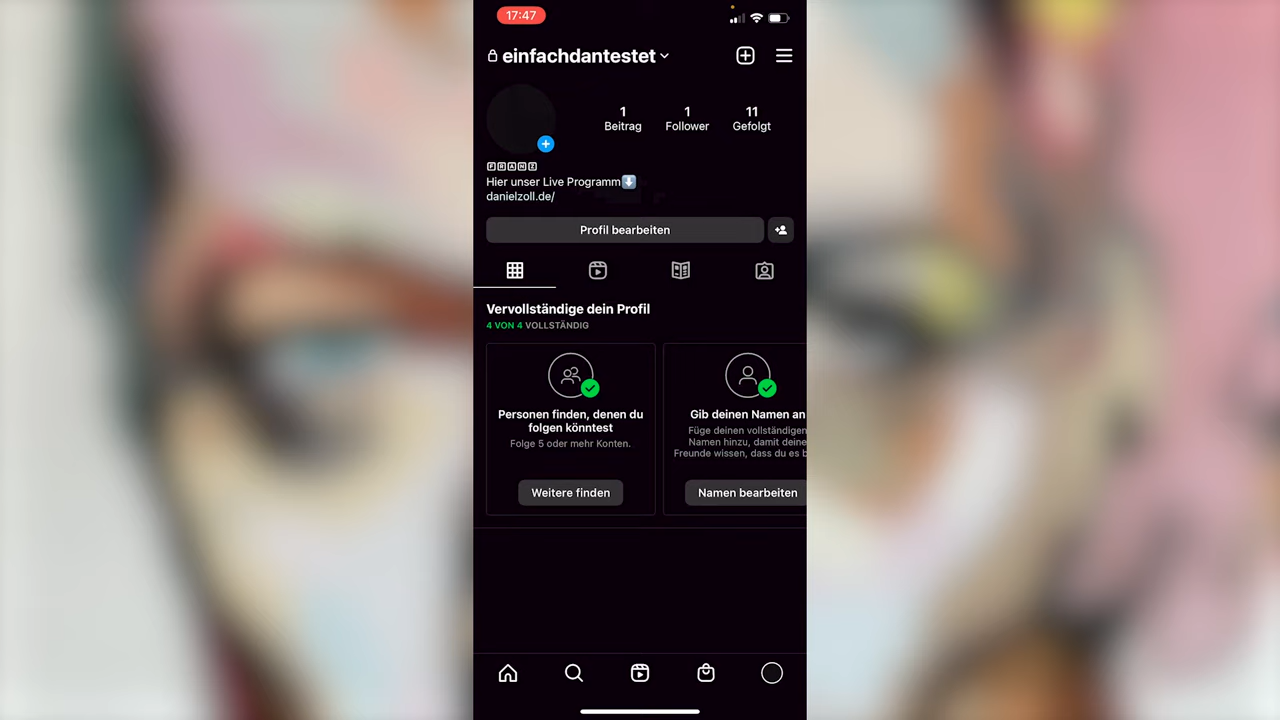 17:47
einfachdantestet
1 1 11
Beitrag Follower Gefolgt
🄵🅁🄰🄽🅉
Hier unser Live Programm⬇️
danielzoll.de/
Profil bearbeiten
Vervollständige dein Profil
4 VON 4 VOLLSTÄNDIG
Personen finden, denen du
folgen könntest
Folge 5 oder mehr Konten.
Weitere finden
Gib deinen Namen an
Füge deinen vollständigen
Namen hinzu, damit deine
Freunde wissen, dass du es b
Namen bearbeiten